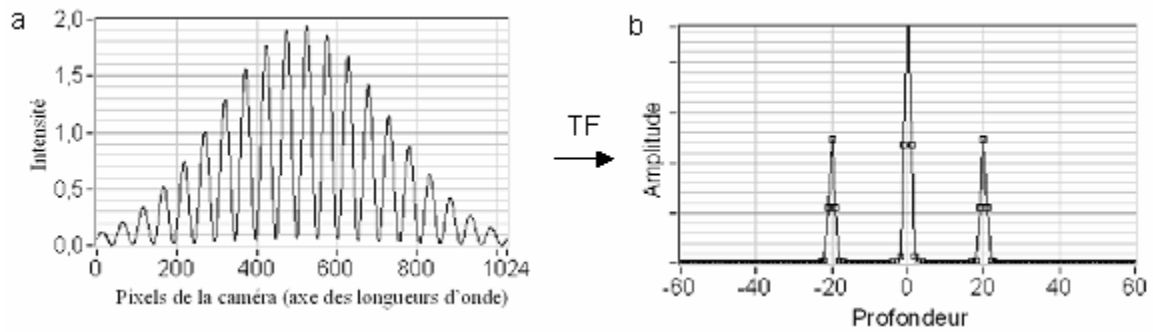 a
2,0
1,5
1,0
0,5
0,0
Intensité
0 200 400 600 800 1024
Pixels de la caméra (axe des longueurs d'onde)
TF
b
Amplitude
-60 -40 -20 0 20 40 60
Profondeur